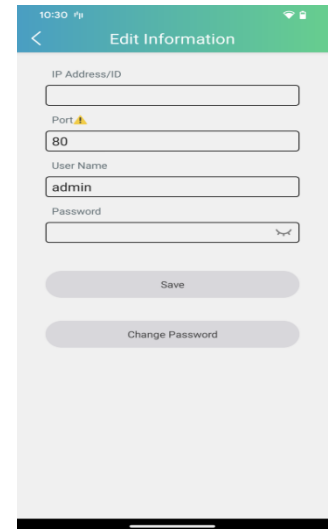 10:30
Edit Information
IP Address/ID
Port
80
User Name
admin
Password
Save
Change Password